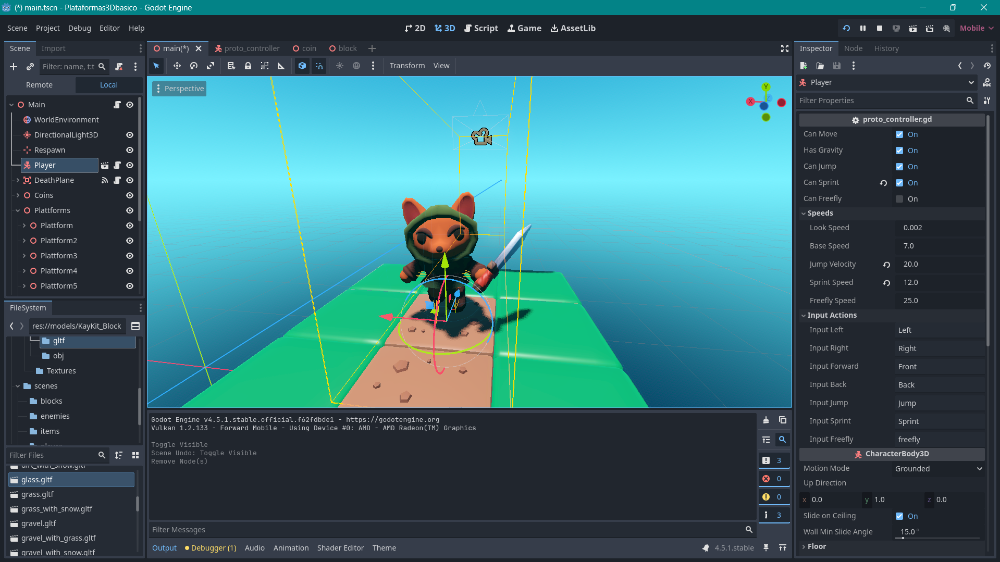 (*) main.tscn - Plataformas3Dbasico - Godot Engine
Scene Project Debug Editor Help
2D 3D Script Game AssetLib
Mobile
Scene Import
Filter: name, t:t
Remote Local
Main
WorldEnvironment
DirectionalLight3D
Respawn
Player
DeathPlane
Coins
Plattforms
Plattform
Plattform2
Plattform3
Plattform4
Plattform5
FileSystem
res://models/KayKit_Block
gltf
obj
Textures
scenes
blocks
enemies
items
Filter Files
dirt_with_snow.gltf
glass.gltf
grass.gltf
grass_with_snow.gltf
gravel.gltf
gravel_with_grass.gltf
gravel_with_snow.gltf
main(*) proto_controller coin block
Transform View
Perspective
Y
X
Z
Godot Engine v4.5.1.stable.official.f62fdbde1 - https://godotengine.org
Vulkan 1.2.133 - Forward Mobile - Using Device #0: AMD - AMD Radeon(TM) Graphics
Toggle Visible
Scene Undo: Toggle Visible
Remove Node(s)
3
0
0
3
Filter Messages
Output Debugger (1) Audio Animation Shader Editor Theme
4.5.1.stable
Inspector Node History
Player
DOC
Filter Properties
proto_controller.gd
Can Move On
Has Gravity On
Can Jump On
Can Sprint On
Can Freefly On
Speeds
Look Speed 0.002
Base Speed 7.0
Jump Velocity 20.0
Sprint Speed 12.0
Freefly Speed 25.0
Input Actions
Input Left Left
Input Right Right
Input Forward Front
Input Back Back
Input Jump Jump
Input Sprint Sprint
Input Freefly freefly
CharacterBody3D
Motion Mode Grounded
Up Direction
x 0.0 y 1.0 z 0.0
Slide on Ceiling On
Wall Min Slide Angle 15.0 °
Floor